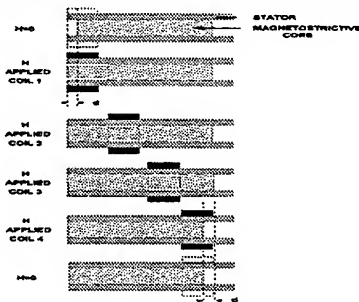 STATOR
MAGNETOSTRICTIVE
CORE
H=0
H
APPLIED
COIL 1
H
APPLIED
COIL 2
H
APPLIED
COIL 3
H
APPLIED
COIL 4
H=0